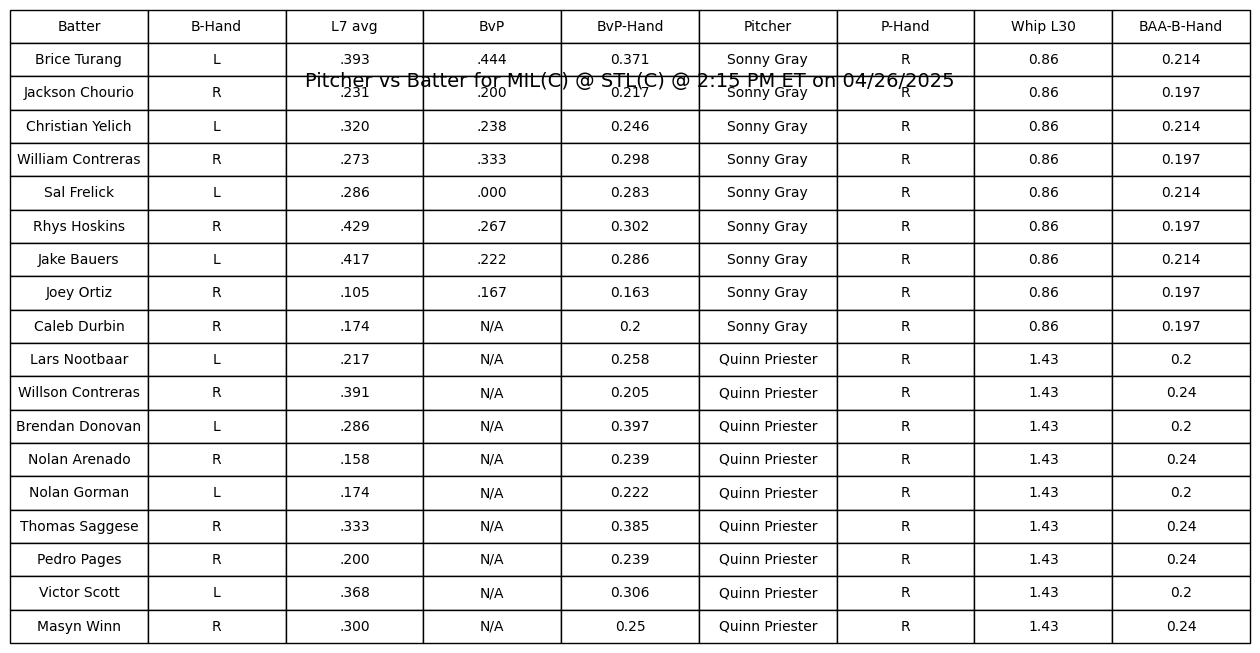 Batter B-Hand L7 avg BvP BvP-Hand Pitcher P-Hand Whip L30 BAA-B-Hand
Brice Turang L .393 .444 0.371 Sonny Gray R 0.86 0.214
Pitcher vs Batter for MIL(C) @ STL(C) @ 2:15 PM ET on 04/26/2025
Jackson Chourio R .231 .200 0.217 Sonny Gray R 0.86 0.197
Christian Yelich L .320 .238 0.246 Sonny Gray R 0.86 0.214
William Contreras R .273 .333 0.298 Sonny Gray R 0.86 0.197
Sal Frelick L .286 .000 0.283 Sonny Gray R 0.86 0.214
Rhys Hoskins R .429 .267 0.302 Sonny Gray R 0.86 0.197
Jake Bauers L .417 .222 0.286 Sonny Gray R 0.86 0.214
Joey Ortiz R .105 .167 0.163 Sonny Gray R 0.86 0.197
Caleb Durbin R .174 N/A 0.2 Sonny Gray R 0.86 0.197
Lars Nootbaar L .217 N/A 0.258 Quinn Priester R 1.43 0.2
Willson Contreras R .391 N/A 0.205 Quinn Priester R 1.43 0.24
Brendan Donovan L .286 N/A 0.397 Quinn Priester R 1.43 0.2
Nolan Arenado R .158 N/A 0.239 Quinn Priester R 1.43 0.24
Nolan Gorman L .174 N/A 0.222 Quinn Priester R 1.43 0.2
Thomas Saggese R .333 N/A 0.385 Quinn Priester R 1.43 0.24
Pedro Pages R .200 N/A 0.239 Quinn Priester R 1.43 0.24
Victor Scott L .368 N/A 0.306 Quinn Priester R 1.43 0.2
Masyn Winn R .300 N/A 0.25 Quinn Priester R 1.43 0.24